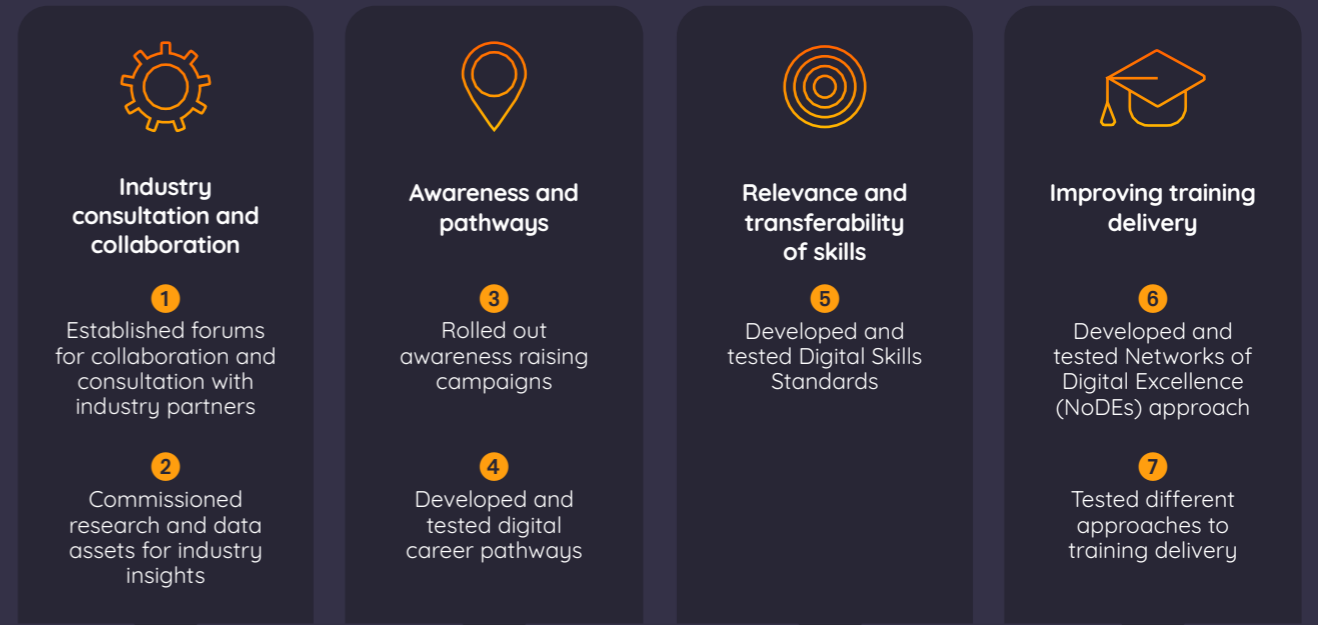 Industry
consultation and
collaboration
1
Established forums
for collaboration and
consultation with
industry partners
2
Commissioned
research and data
assets for industry
insights
Awareness and
pathways
3
Rolled out
awareness raising
campaigns
4
Developed and
tested digital
career pathways
Relevance and
transferability
of skills
5
Developed and
tested Digital Skills
Standards
Improving training
delivery
6
Developed and
tested Networks of
Digital Excellence
(NoDEs) approach
7
Tested different
approaches to
training delivery